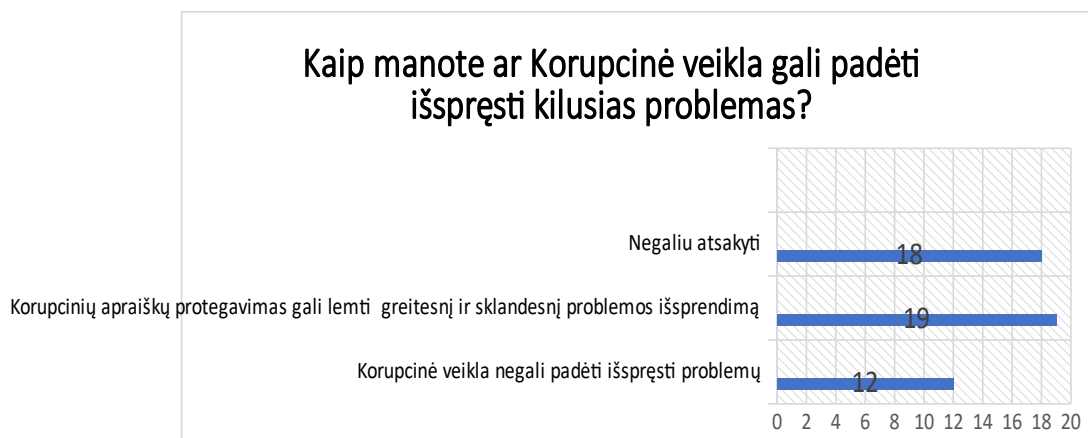 Kaip manote ar Korupcinė veikla gali padėti
išspręsti kilusias problemas?
Negaliu atsakyti
18
Korupcinių apraiškų protegavimas gali lemti  greitesnį ir sklandesnį problemos išsprendimą
19
Korupcinė veikla negali padėti išspręsti problemų
12
0 2 4 6 8 10 12 14 16 18 20